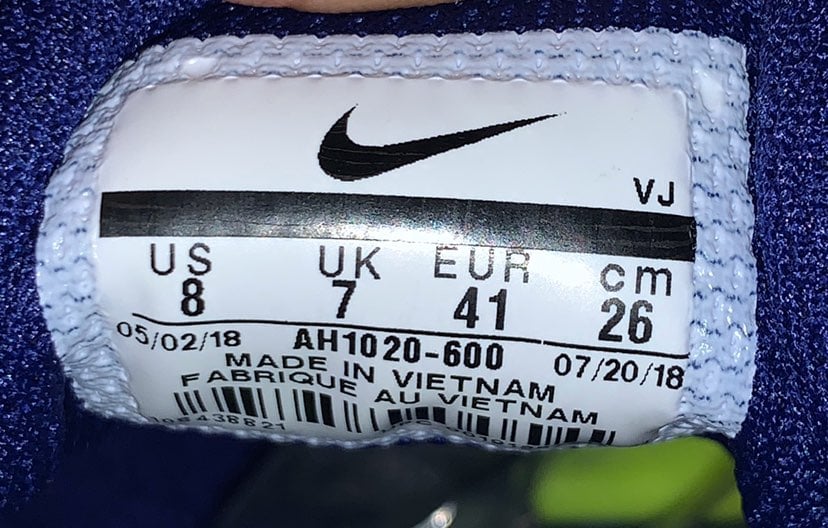 VJ
US UK EUR cm
8 7 41 26
05/02/18 AH1020-600 07/20/18
MADE IN VIETNAM
FABRIQUE AU VIETNAM